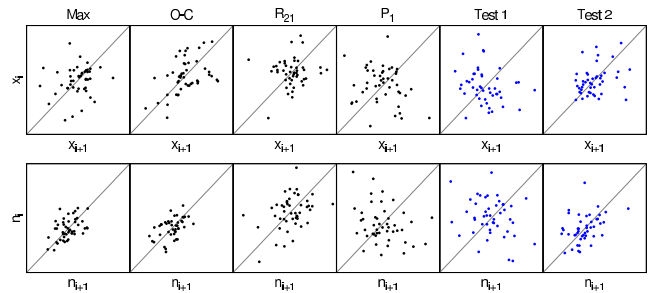 Max O-C R21 P1 Test 1 Test 2
xi
xi+1 xi+1 xi+1 xi+1 xi+1 xi+1
ni
ni+1 ni+1 ni+1 ni+1 ni+1 ni+1